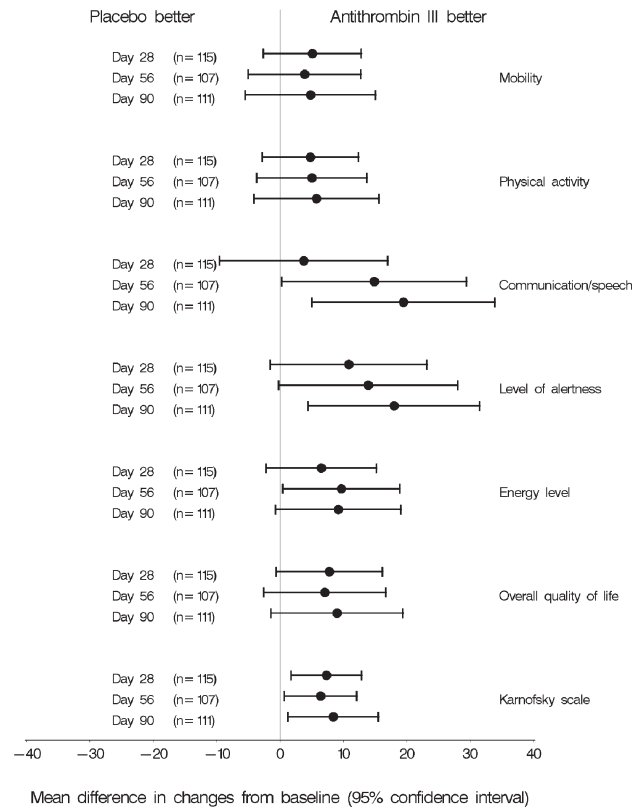 Placebo better Antithrombin III better
Day 28 (n= 115)
Day 56 (n= 107) Mobility
Day 90 (n= 111)
Day 28 (n= 115)
Day 56 (n= 107) Physical activity
Day 90 (n= 111)
Day 28 (n= 115)
Day 56 (n= 107) Communication/speech
Day 90 (n= 111)
Day 28 (n= 115)
Day 56 (n= 107) Level of alertness
Day 90 (n= 111)
Day 28 (n= 115)
Day 56 (n= 107) Energy level
Day 90 (n= 111)
Day 28 (n= 115)
Day 56 (n= 107) Overall quality of life
Day 90 (n= 111)
Day 28 (n= 115)
Day 56 (n= 107) Karnofsky scale
Day 90 (n= 111)
−40 −30 −20 −10 0 10 20 30 40
Mean difference in changes from baseline (95% confidence interval)